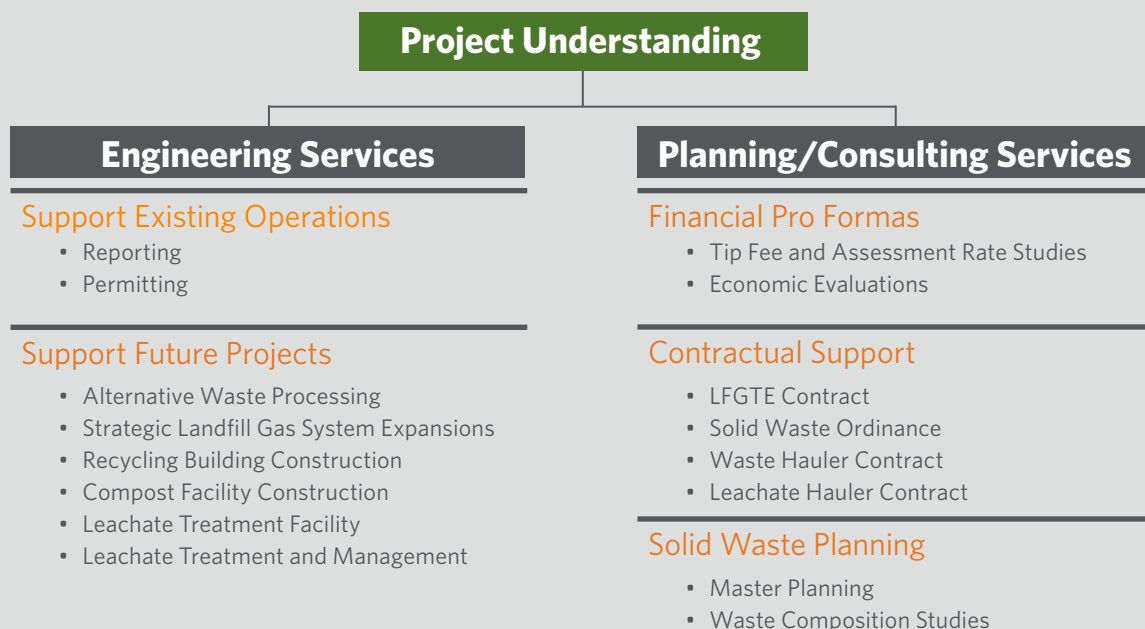 Project Understanding
Engineering Services
Support Existing Operations
• Reporting
• Permitting
Support Future Projects
• Alternative Waste Processing
• Strategic Landfill Gas System Expansions
• Recycling Building Construction
• Compost Facility Construction
• Leachate Treatment Facility
• Leachate Treatment and Management
Planning/Consulting Services
Financial Pro Formas
• Tip Fee and Assessment Rate Studies
• Economic Evaluations
Contractual Support
• LFGTE Contract
• Solid Waste Ordinance
• Waste Hauler Contract
• Leachate Hauler Contract
Solid Waste Planning
• Master Planning
• Waste Composition Studies